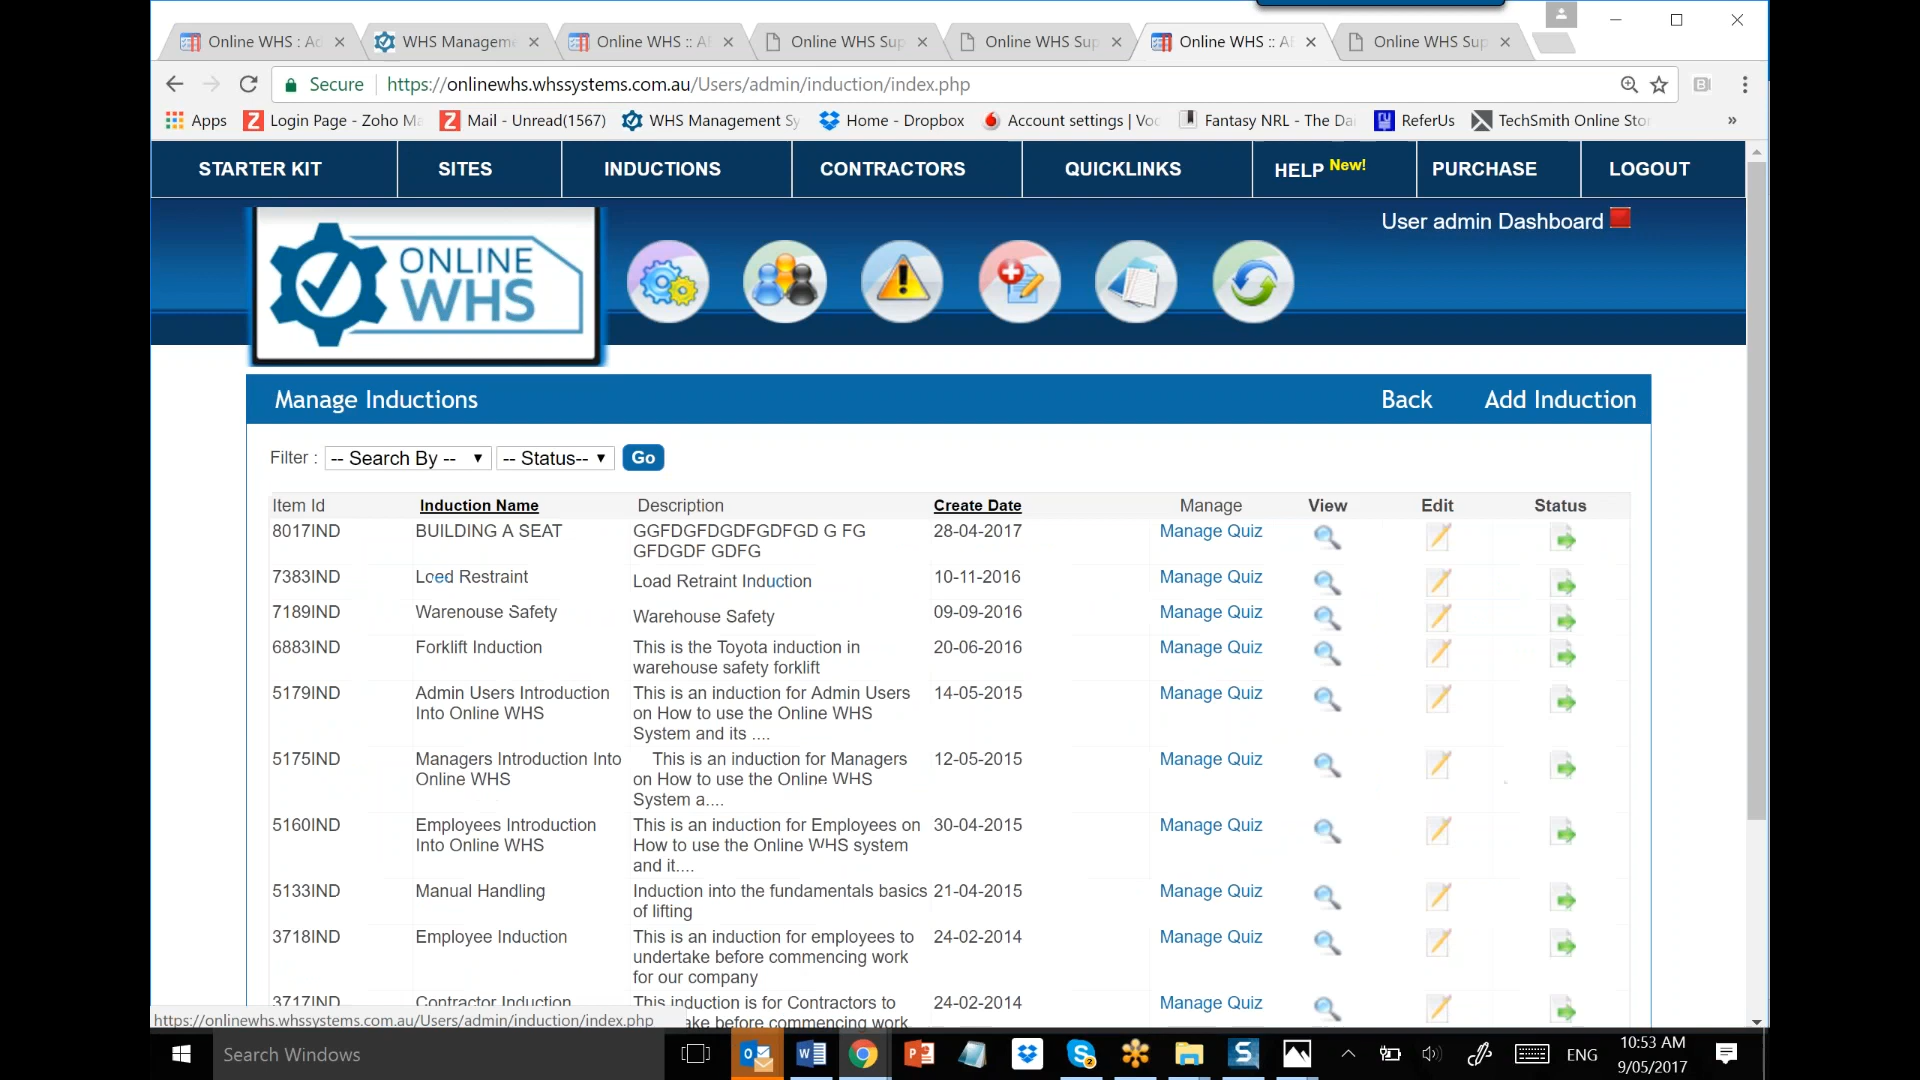 Online WHS : Ad
WHS Managem
Online WHS :: Al
Online WHS Sup
Online WHS Sup
Online WHS :: Al
Online WHS Sup
Secure https://onlinewhs.whssystems.com.au/Users/admin/induction/index.php
Apps Login Page - Zoho Ma Mail - Unread(1567) WHS Management Sy Home - Dropbox Account settings | Voc Fantasy NRL - The Dai ReferUs TechSmith Online Stor »
STARTER KIT SITES INDUCTIONS CONTRACTORS QUICKLINKS HELP New! PURCHASE LOGOUT
User admin Dashboard
ONLINE
WHS
Manage Inductions Back Add Induction
Filter : -- Search By -- -- Status-- Go
Item Id Induction Name Description Create Date Manage View Edit Status
8017IND BUILDING A SEAT GGFDGFDGDFGDFGD G FG 28-04-2017 Manage Quiz
GFDGDF GDFG
7383IND Loed Restraint Load Retraint Induction 10-11-2016 Manage Quiz
7189IND Warenouse Safety Warehouse Safety 09-09-2016 Manage Quiz
6883IND Forklift Induction This is the Toyota induction in 20-06-2016 Manage Quiz
warehouse safety forklift
5179IND Admin Users Introduction This is an induction for Admin Users 14-05-2015 Manage Quiz
Into Online WHS on How to use the Online WHS
System and its ....
5175IND Managers Introduction Into This is an induction for Managers 12-05-2015 Manage Quiz
Online WHS on How to use the Online WHS
System a....
5160IND Employees Introduction This is an induction for Employees on 30-04-2015 Manage Quiz
Into Online WHS How to use the Online WHS system
and it....
5133IND Manual Handling Induction into the fundamentals basics 21-04-2015 Manage Quiz
of lifting
3718IND Employee Induction This is an induction for employees to 24-02-2014 Manage Quiz
undertake before commencing work
for our company
3717IND Contractor Induction This induction is for Contractors to 24-02-2014 Manage Quiz
https://onlinewhs.whssystems.com.au/Users/admin/induction/index.php ake before commencing work
Search Windows ENG 10:53 AM
9/05/2017